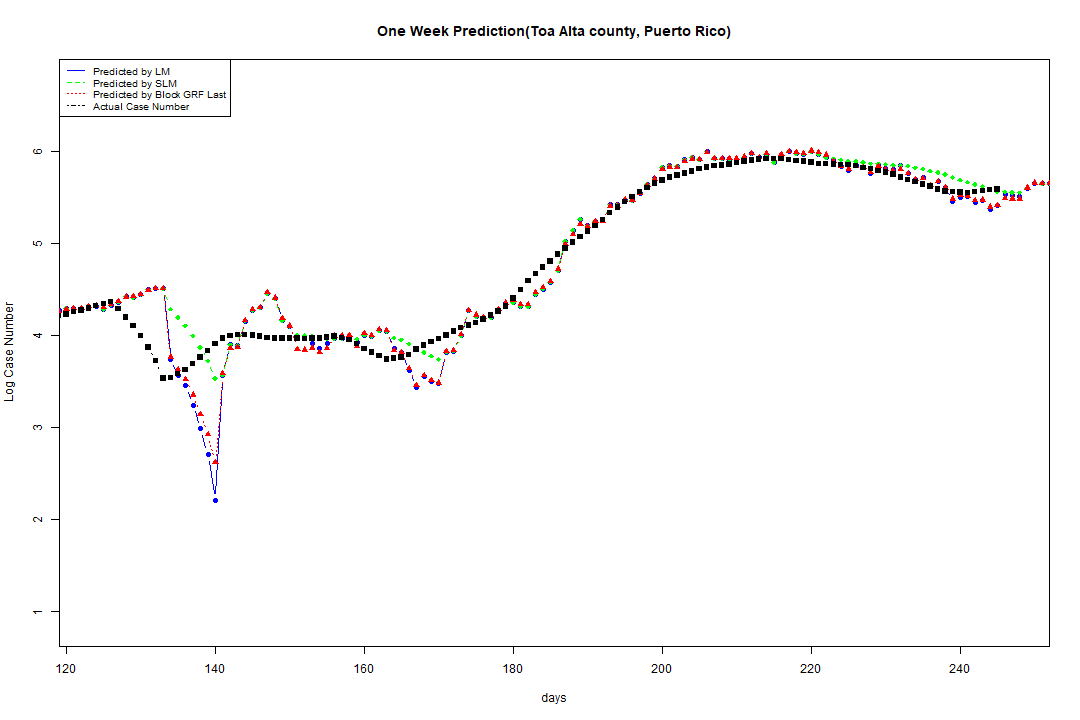 One Week Prediction(Toa Alta county, Puerto Rico)
Predicted by LM
Predicted by SLM
Predicted by Block GRF Last
Actual Case Number
Log Case Number
6
5
4
3
2
1
120 140 160 180 200 220 240
days